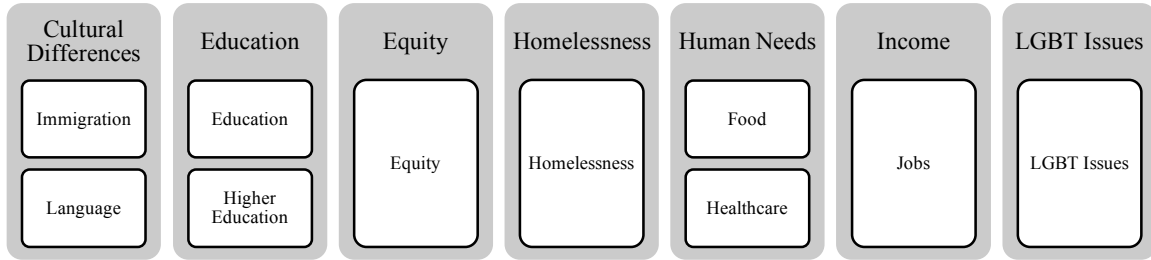 Cultural
Differences
Immigration
Language
Education
Education
Higher
Education
Equity
Equity
Homelessness
Homelessness
Human Needs
Food
Healthcare
Income
Jobs
LGBT Issues
LGBT Issues